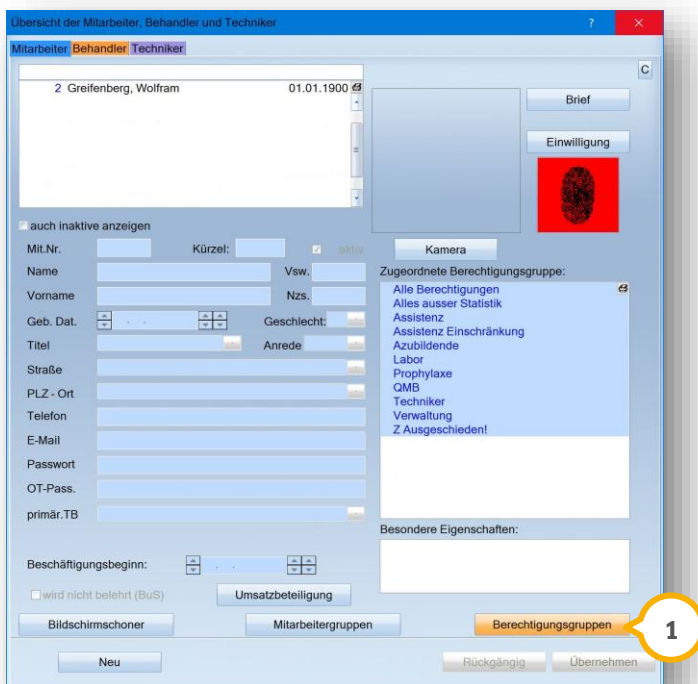 Übersicht der Mitarbeiter, Behandler und Techniker ?
Mitarbeiter Behandler Techniker
C
2 Greifenberg, Wolfram 01.01.1900
Brief
Einwilligung
auch inaktive anzeigen
Mit.Nr. Kürzel: aktiv
Kamera
Name Vsw.
Zugeordnete Berechtigungsgruppe:
Vorname Nzs.
Geb. Dat. . . Geschlecht:
Titel Anrede
Straße
PLZ - Ort
Telefon
E-Mail
Passwort
OT-Pass.
primär.TB
Alle Berechtigungen
Alles ausser Statistik
Assistenz
Assistenz Einschränkung
Azubildende
Labor
Prophylaxe
QMB
Techniker
Verwaltung
Z Ausgeschieden!
Besondere Eigenschaften:
Beschäftigungsbeginn: . .
wird nicht belehrt (BuS) Umsatzbeteiligung
Bildschirmschoner Mitarbeitergruppen Berechtigungsgruppen 1
Neu Rückgängig Übernehmen